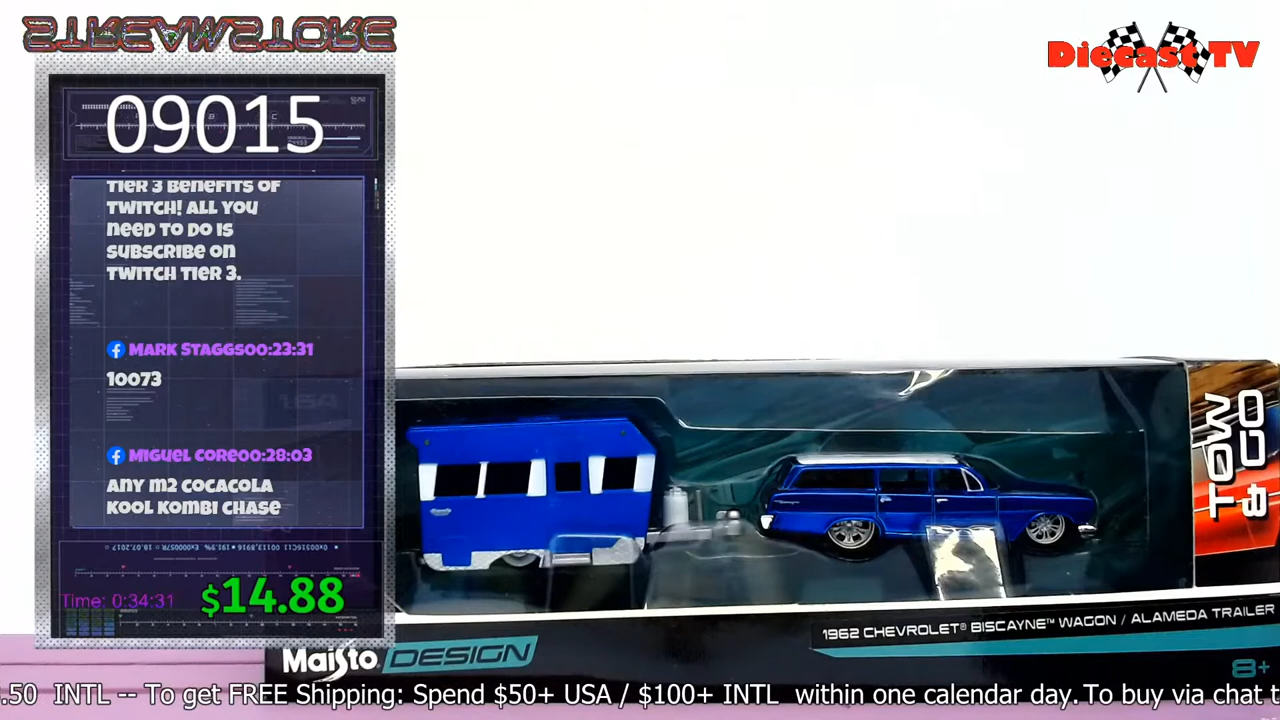 STREAMSTORE
Diecast TV
09015
TIER 3 BENEFITS OF
TWITCH! ALL YOU
NEED TO DO IS
SUBSCRIBE ON
TWITCH TIER 3.
MARK STAGGS00:23:31
10073
MIGUEL CORE00:28:03
ANY M2 COCACOLA
KOOL KOMBI CHASE
Time: 0:34:31
$14.88
TOW
& GO
1962 CHEVROLET® BISCAYNE™ WAGON / ALAMEDA TRAILER
Maisto DESIGN
8+
.50 INTL -- To get FREE Shipping: Spend $50+ USA / $100+ INTL within one calendar day. To buy via chat t